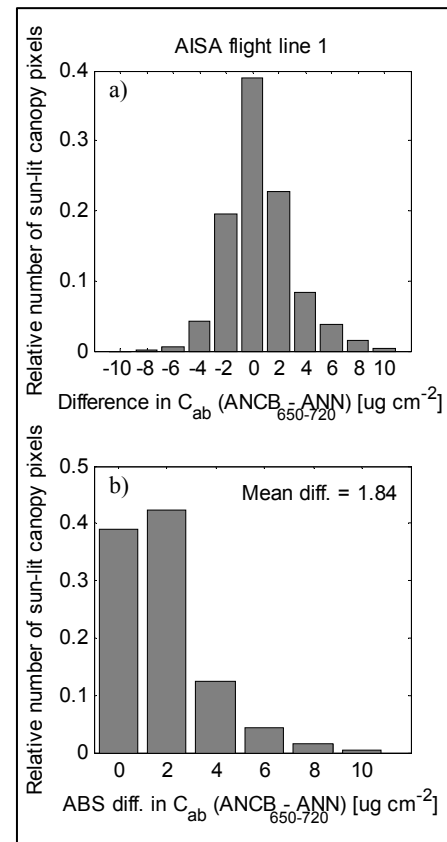 AISA flight line 1
a)
Relative number of sun-lit canopy pixels
0.4
0.3
0.2
0.1
0
-10 -8 -6 -4 -2 0 2 4 6 8 10
Difference in C_ab (ANCB_650-720 - ANN) [ug cm^-2]
b)
Mean diff. = 1.84
Relative number of sun-lit canopy pixels
0.5
0.4
0.3
0.2
0.1
0
0 2 4 6 8 10
ABS diff. in C_ab (ANCB_650-720 - ANN) [ug cm^-2]